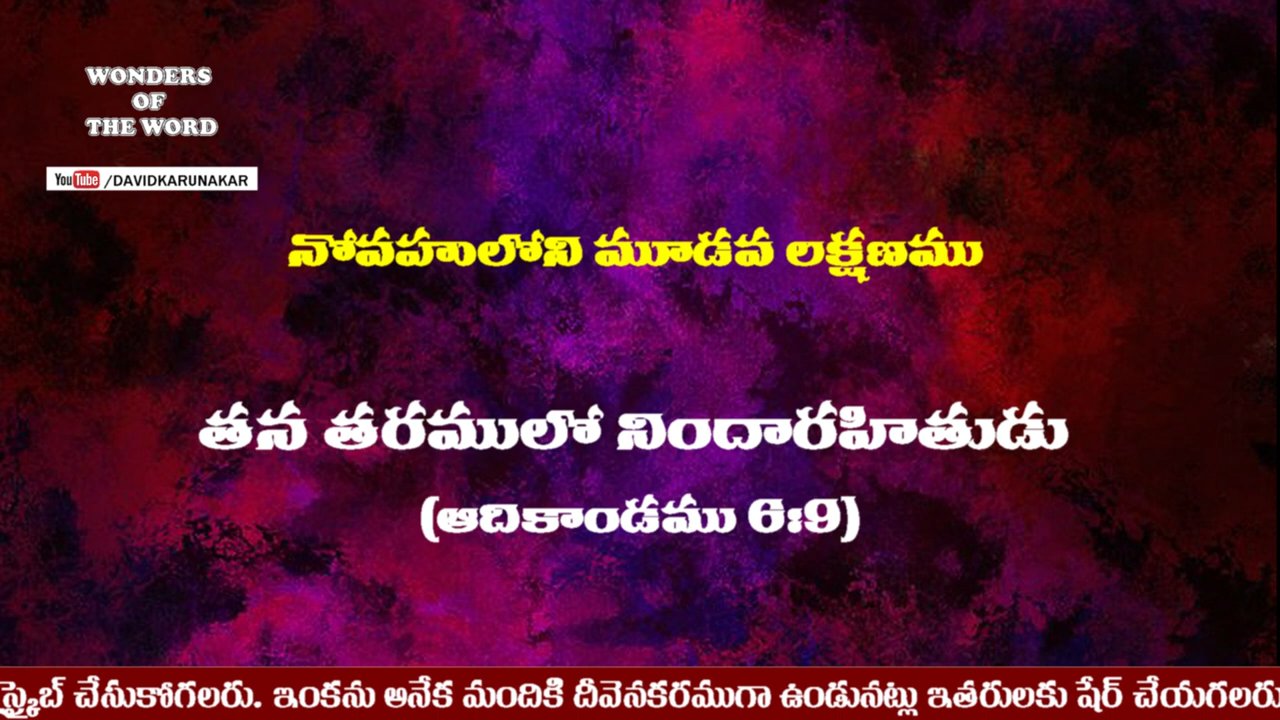 WONDERS
OF
THE WORD
YouTube /DAVIDKARUNAKAR
నోవహులోని మూడవ లక్షణము
తన తరములో నిందారహితుడు
(ఆదికాండము 6:9)
స్క్రైబ్ చేసుకోగలరు. ఇంకను అనేక మందికి దీవెనకరముగా ఉండునట్లు ఇతరులకు షేర్ చేయగలరు